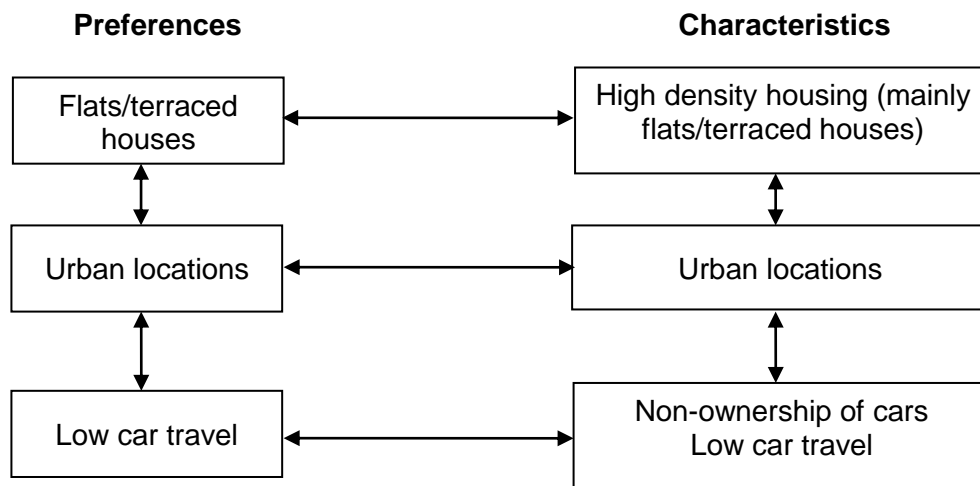 Preferences
Characteristics
Flats/terraced
houses
High density housing (mainly
flats/terraced houses)
Urban locations
Urban locations
Low car travel
Non-ownership of cars
Low car travel